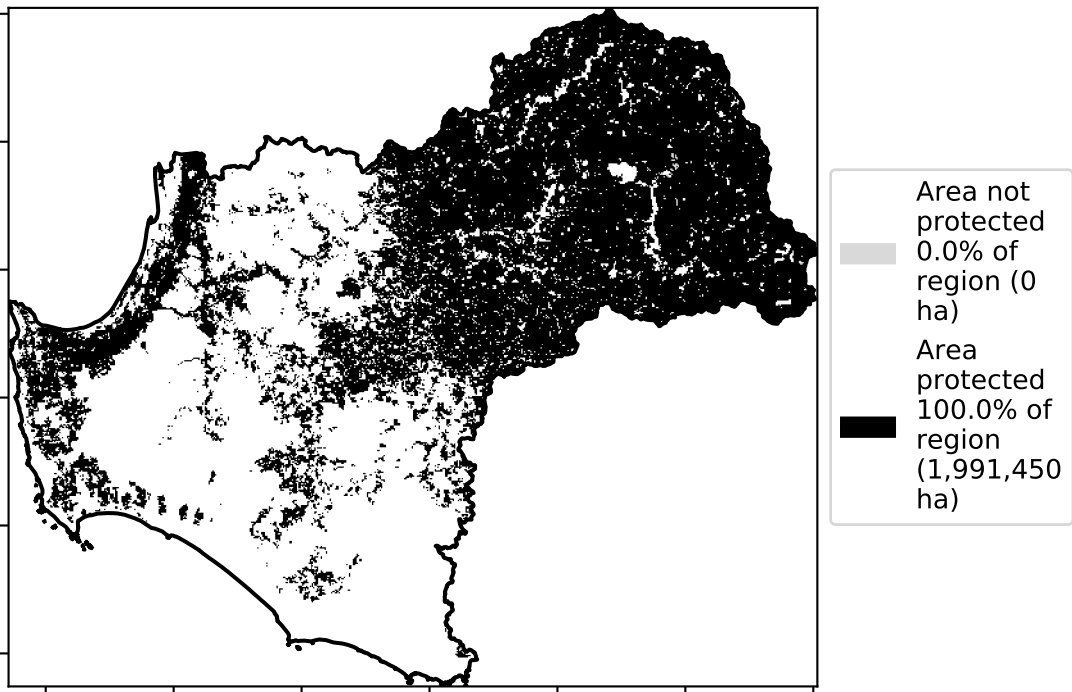 Area not
protected
0.0% of
region (0
ha)
Area
protected
100.0% of
region
(1,991,450
ha)